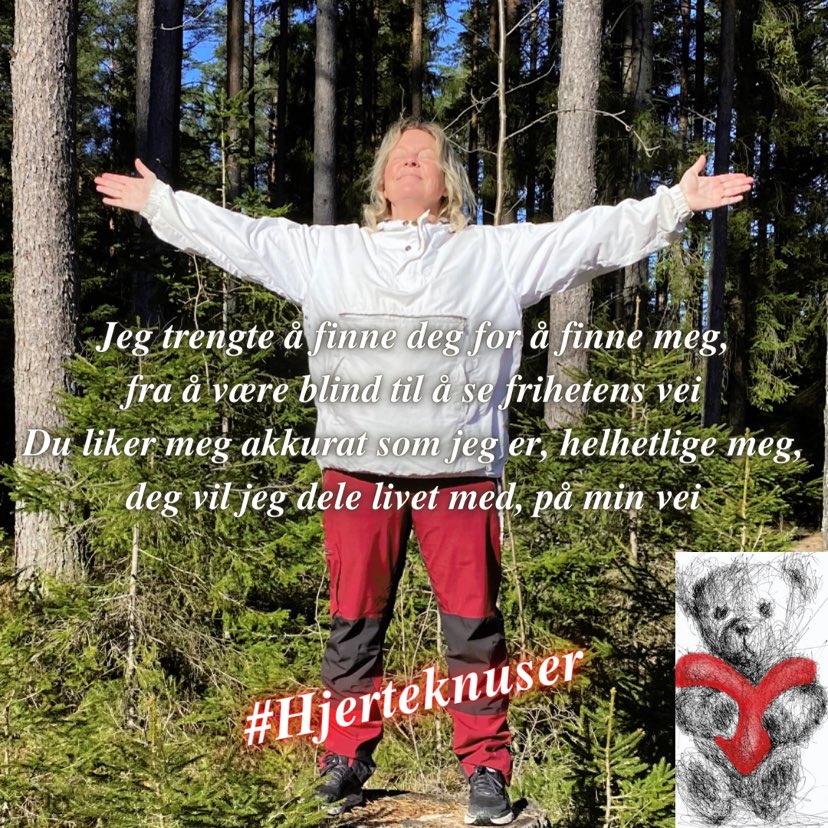 Jeg trengte å finne deg for å finne meg,
fra å være blind til å se frihetens vei
Du liker meg akkurat som jeg er, helhetlige meg,
deg vil jeg dele livet med, på min vei
#Hjerteknuser